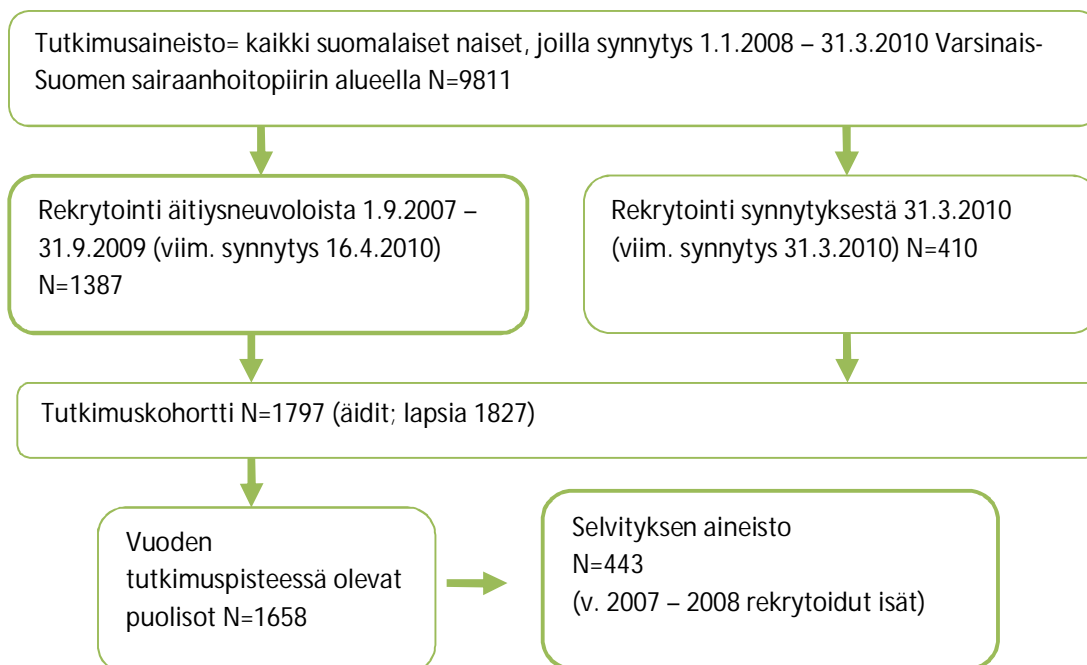 Tutkimusaineisto= kaikki suomalaiset naiset, joilla synnytys 1.1.2008 – 31.3.2010 Varsinais-
Suomen sairaanhoitopiirin alueella N=9811
Rekrytointi äitiysneuvoloista 1.9.2007 –
31.9.2009 (viim. synnytys 16.4.2010)
N=1387
Rekrytointi synnytyksestä 31.3.2010
(viim. synnytys 31.3.2010) N=410
Tutkimuskohortti N=1797 (äidit; lapsia 1827)
Vuoden
tutkimuspisteessä olevat
puolisot N=1658
Selvityksen aineisto
N=443
(v. 2007 – 2008 rekrytoidut isät)